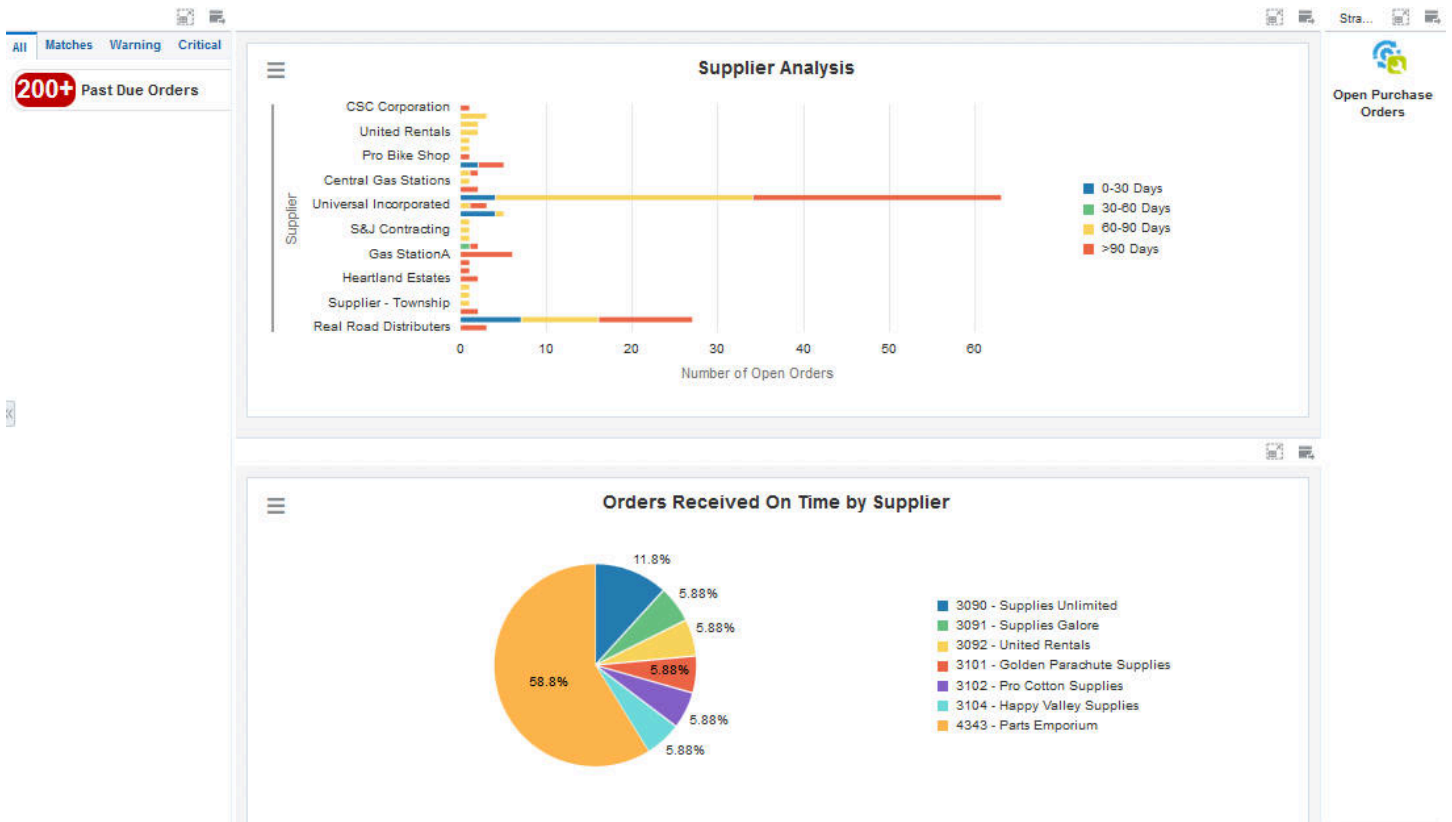 Stra...
All Matches Warning Critical
200+ Past Due Orders
Supplier Analysis
CSC Corporation
United Rentals
Pro Bike Shop
Central Gas Stations
Universal Incorporated
S&J Contracting
Gas StationA
Heartland Estates
Supplier - Township
Real Road Distributers
Supplier
0 10 20 30 40 50 60
Number of Open Orders
0-30 Days
30-60 Days
60-90 Days
>90 Days
Open Purchase
Orders
Orders Received On Time by Supplier
11.8%
5.88%
5.88%
5.88%
5.88%
5.88%
58.8%
3090 - Supplies Unlimited
3091 - Supplies Galore
3092 - United Rentals
3101 - Golden Parachute Supplies
3102 - Pro Cotton Supplies
3104 - Happy Valley Supplies
4343 - Parts Emporium